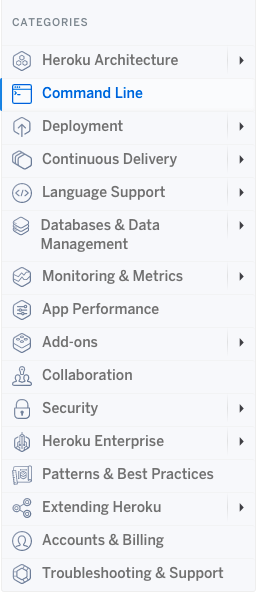 CATEGORIES
Heroku Architecture
Command Line
Deployment
Continuous Delivery
Language Support
Databases & Data
Management
Monitoring & Metrics
App Performance
Add-ons
Collaboration
Security
Heroku Enterprise
Patterns & Best Practices
Extending Heroku
Accounts & Billing
Troubleshooting & Support